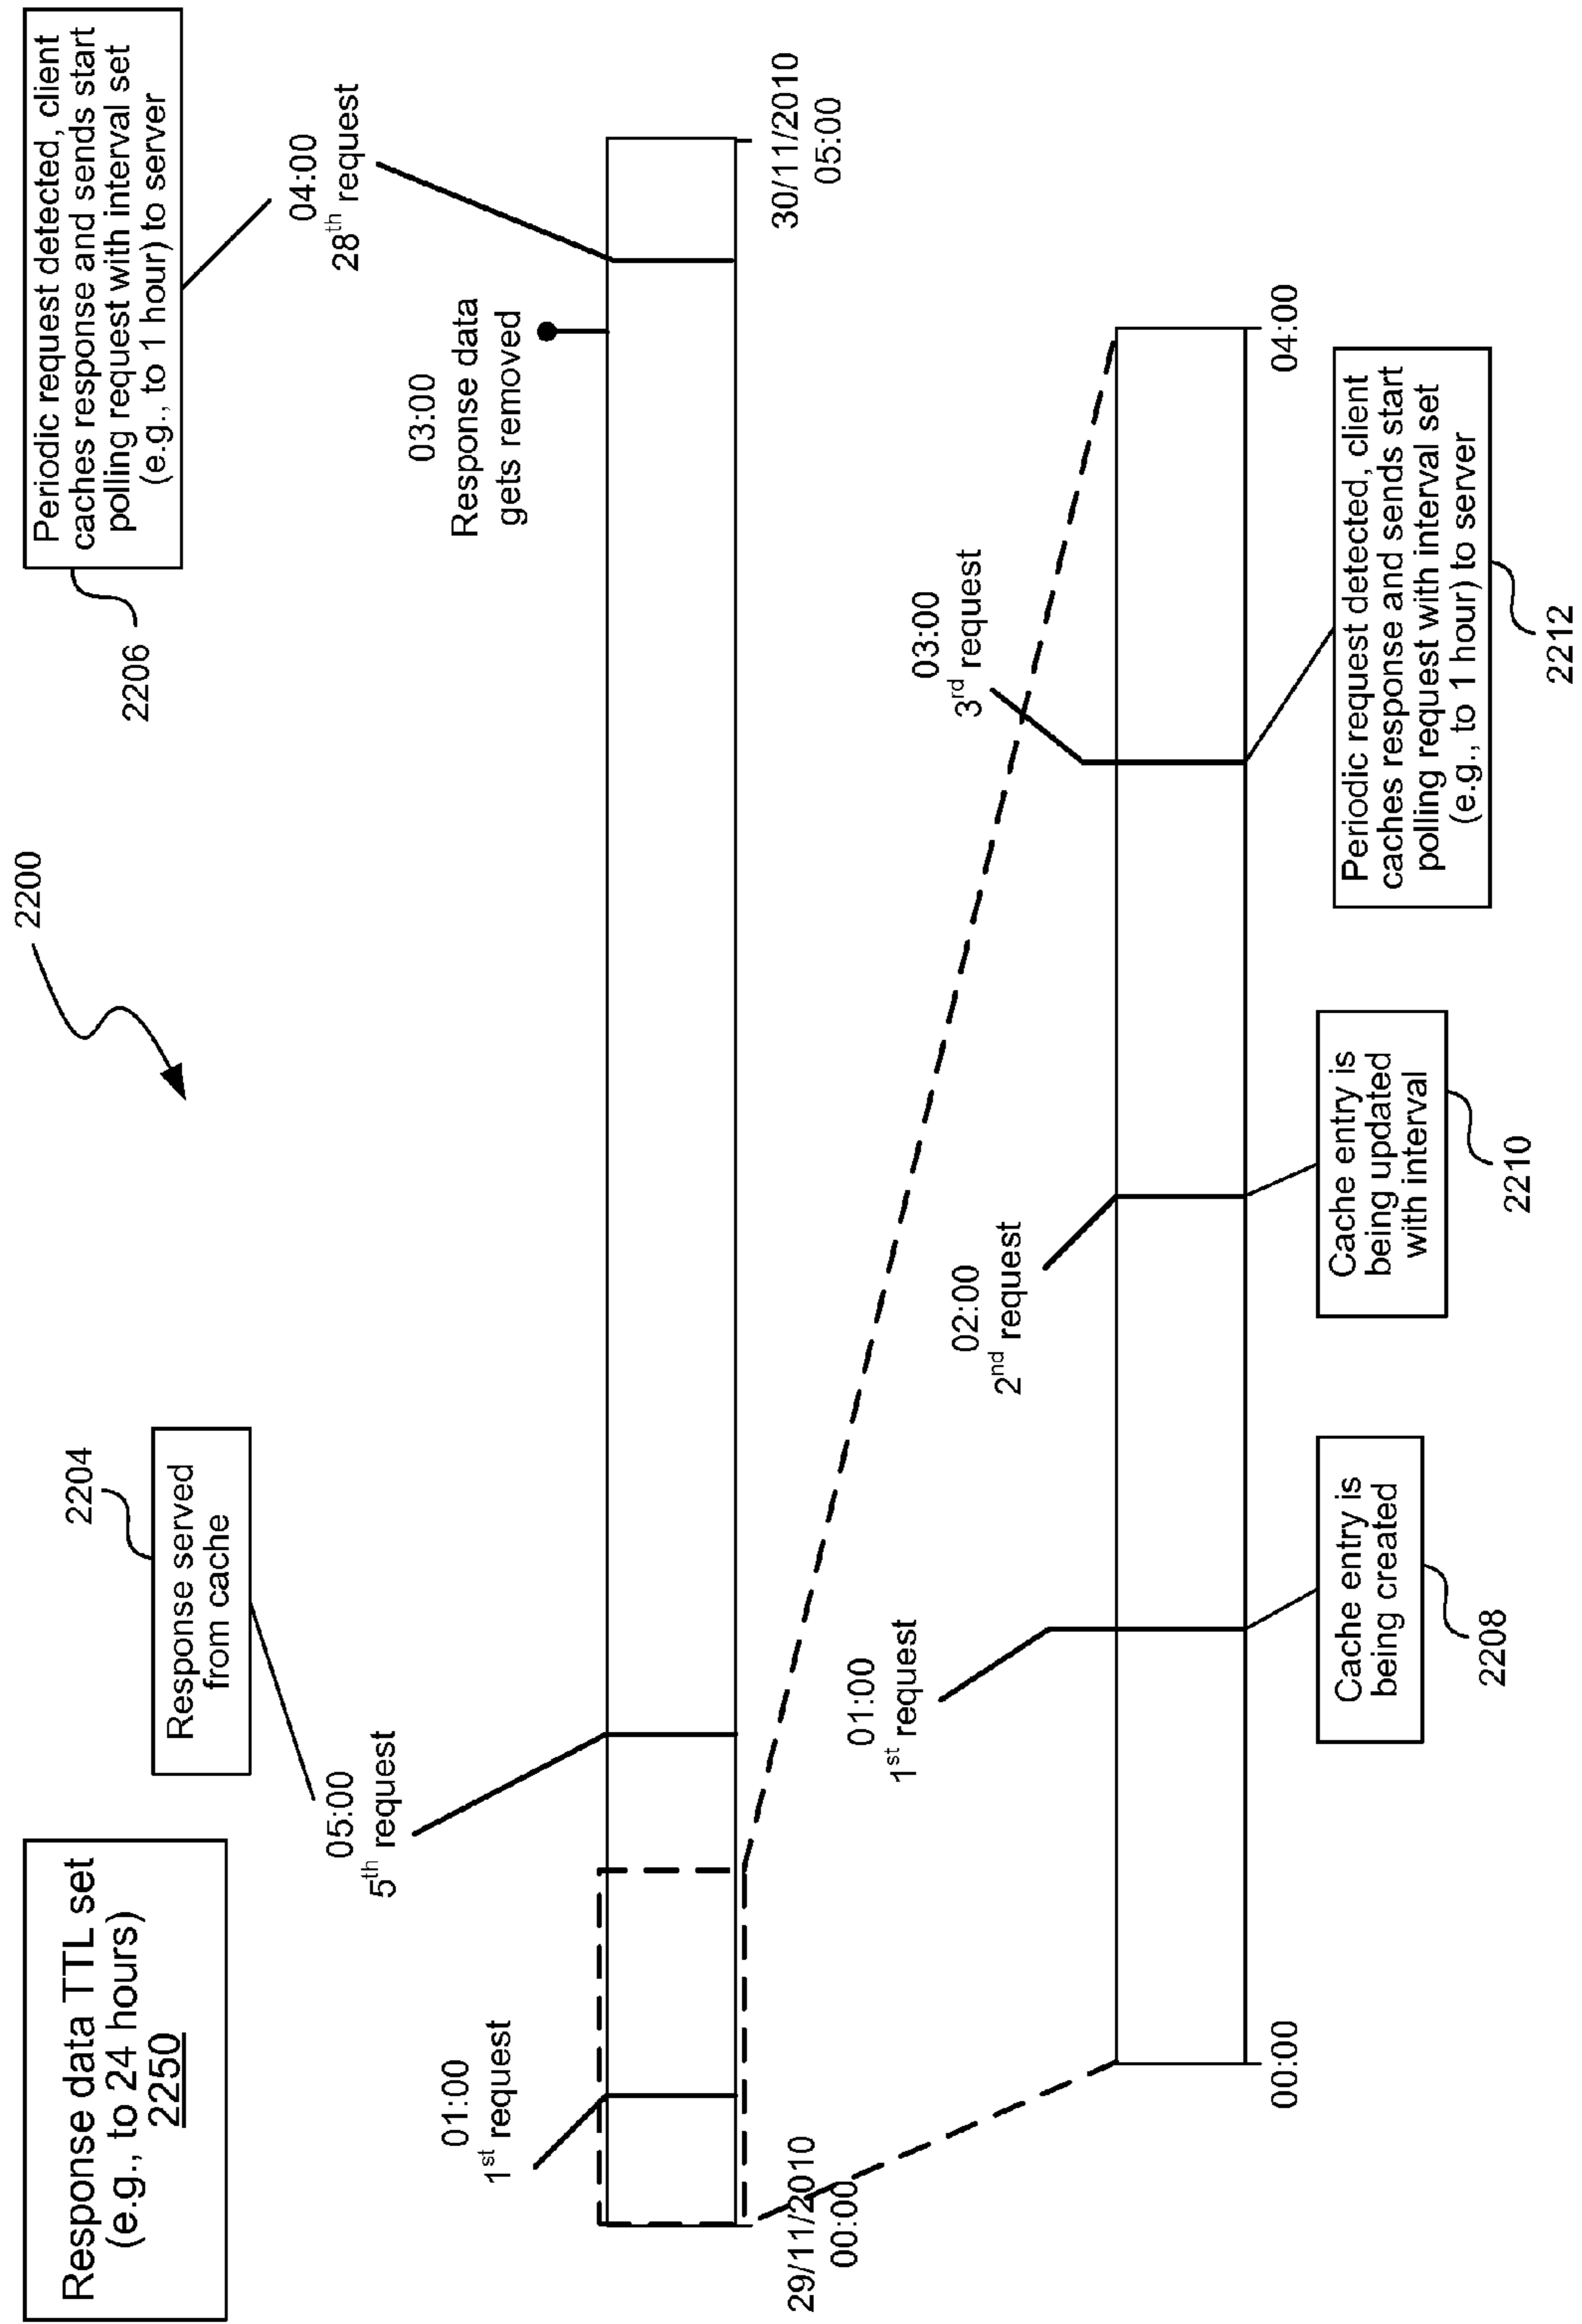 Response data TTL set
(e.g., to 24 hours)
2250
2204
Response served
from cache
2200
2206
Periodic request detected, client
caches response and sends start
polling request with interval set
(e.g., to 1 hour) to server
01:00
1st request
05:00
5th request
03:00
Response data
gets removed
04:00
28th request
29/11/2010
00:00
30/11/2010
05:00
01:00
1st request
02:00
2nd request
03:00
3rd request
00:00
04:00
Cache entry is
being created
2208
Cache entry is
being updated
with interval
2210
Periodic request detected, client
caches response and sends start
polling request with interval set
(e.g., to 1 hour) to server
2212